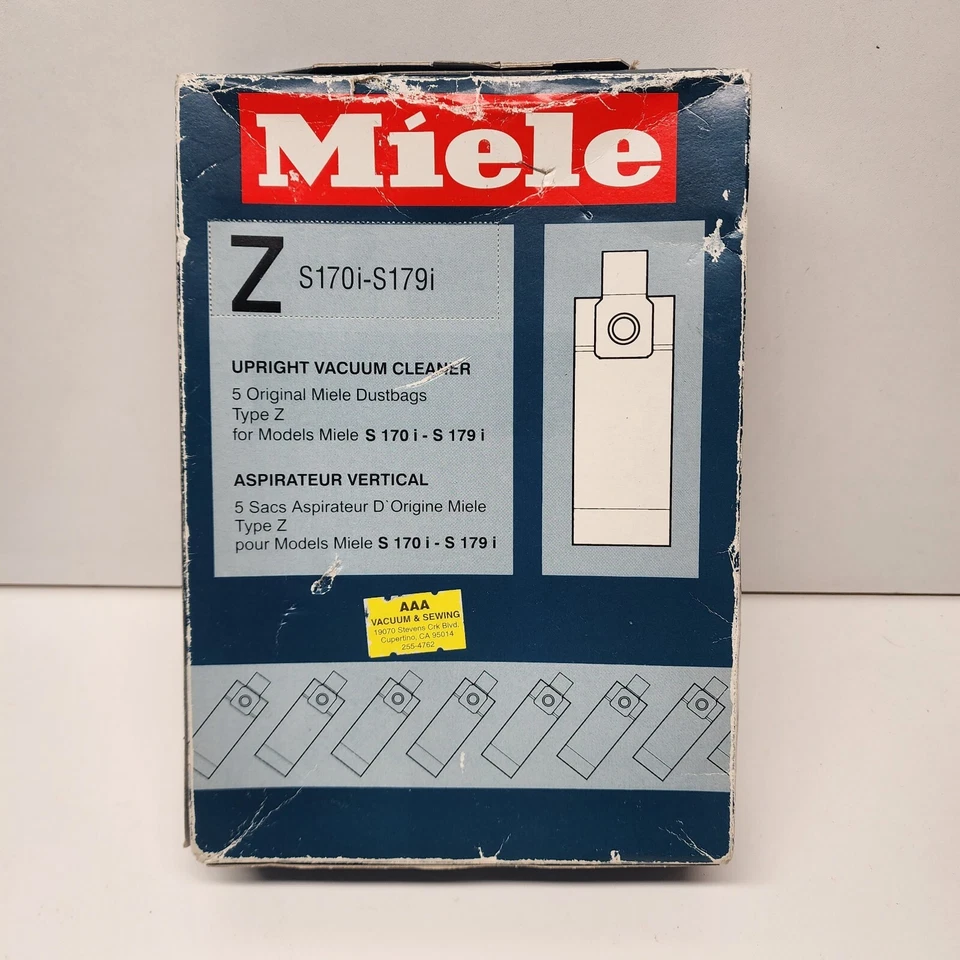 Miele
Z S170i-S179i
UPRIGHT VACUUM CLEANER
5 Original Miele Dustbags
Type Z
for Models Miele S 170 i - S 179 i
ASPIRATEUR VERTICAL
5 Sacs Aspirateur D`Origine Miele
Type Z
pour Models Miele S 170 i - S 179 i
AAA
VACUUM & SEWING
19070 Stevens Crk Blvd.
Cupertino, CA 95014
255-4762